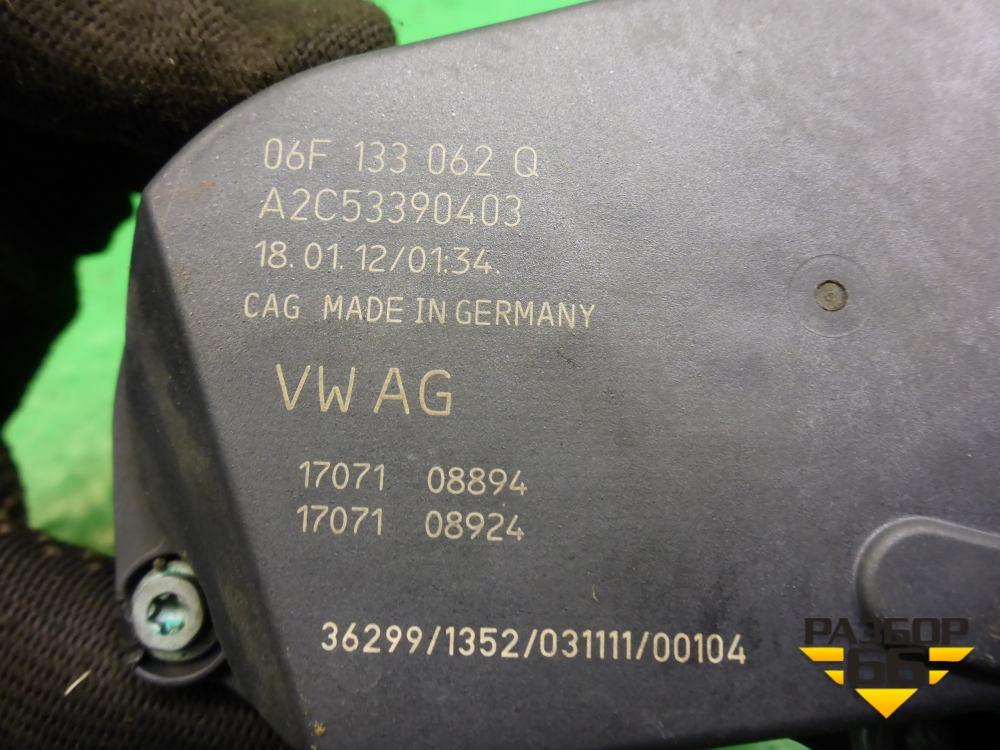 06F 133 062 Q
A2C53390403
18.01.12/01:34.
CAG MADE IN GERMANY
VW AG
17071 08894
17071 08924
36299/1352/031111/00104
РАЗБОР
66